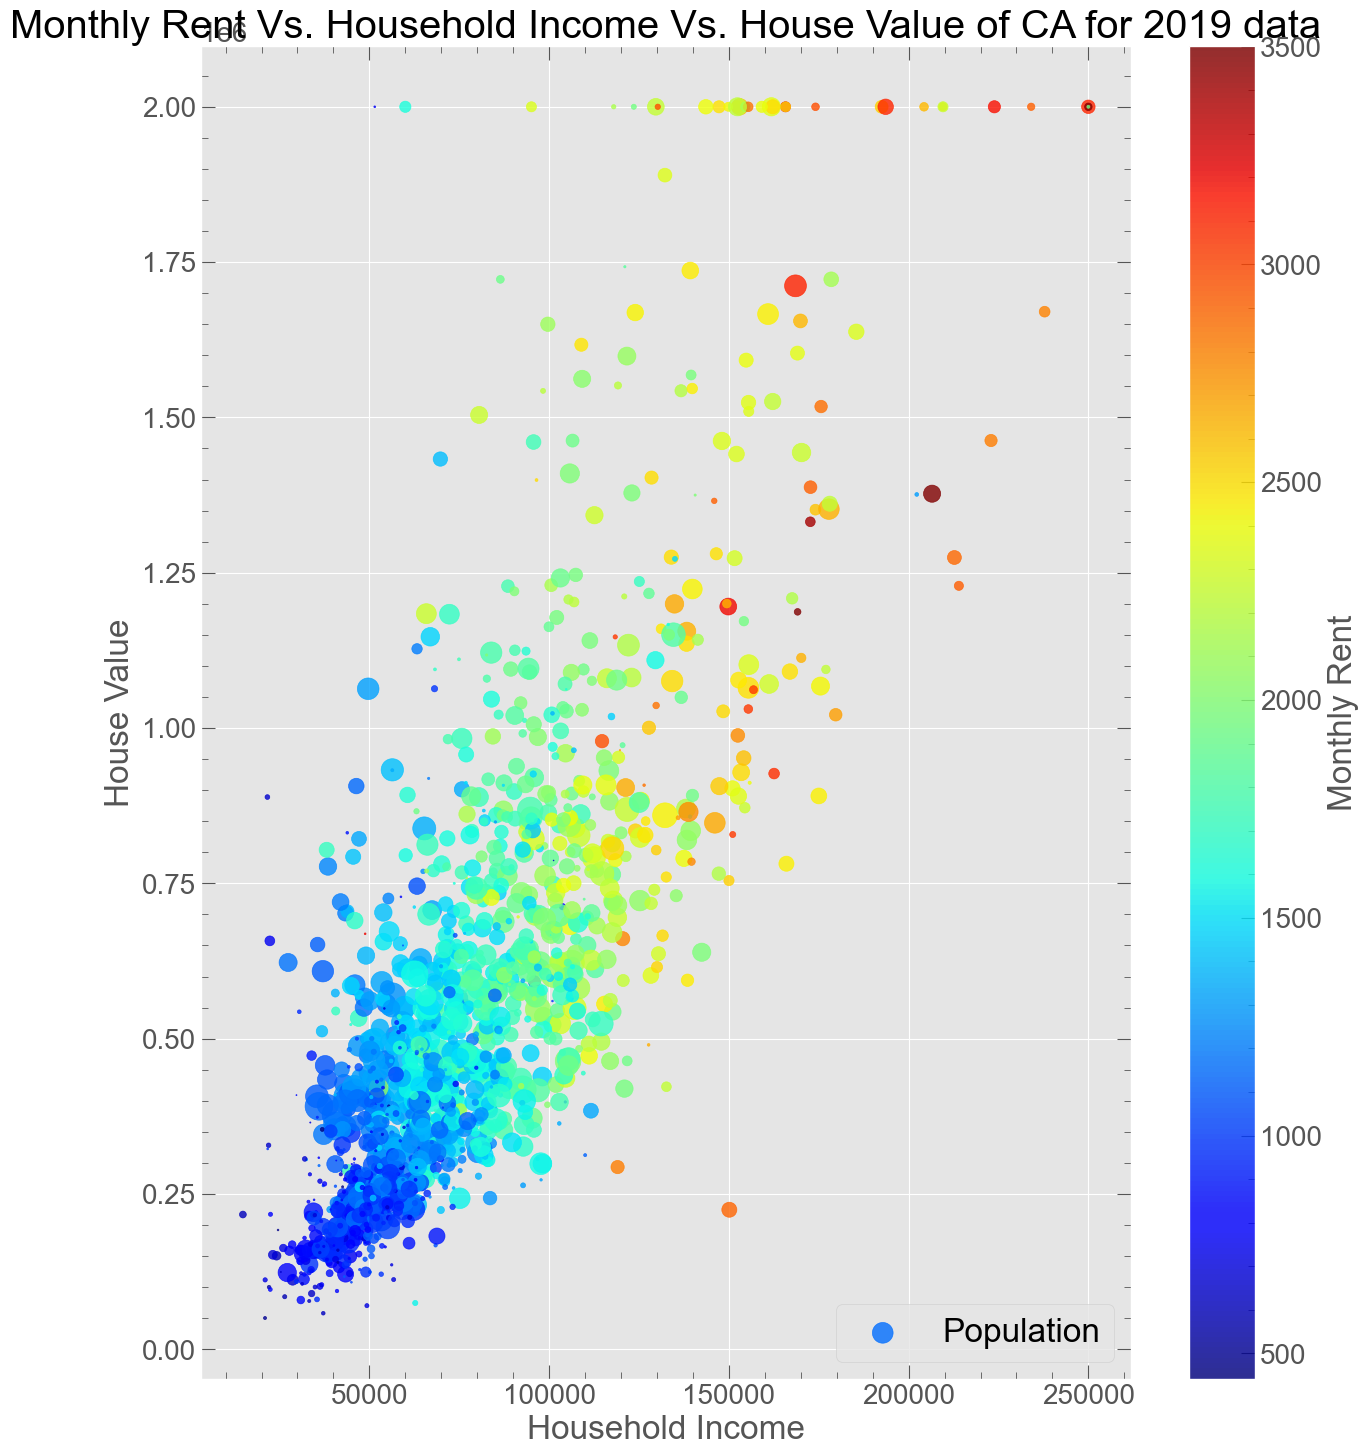 Monthly Rent Vs. Household Income Vs. House Value of CA for 2019 data
1e6
2.00
1.75
1.50
1.25
1.00
0.75
0.50
0.25
0.00
House Value
50000 100000 150000 200000 250000
Household Income
Population
3500
3000
2500
2000
1500
1000
500
Monthly Rent